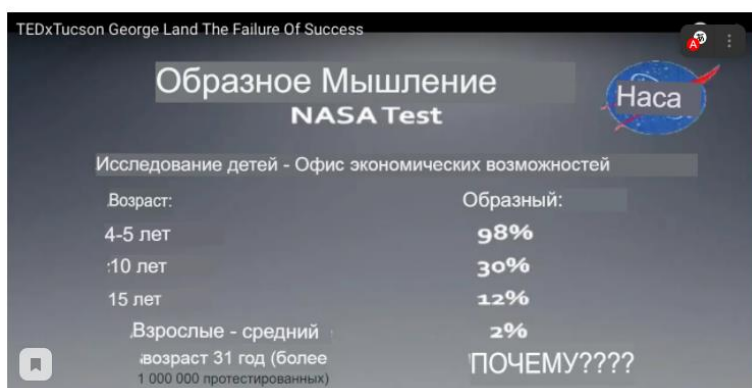 TEDxTucson George Land The Failure Of Success
Образное Мышление
NASA Test
Наса
Исследование детей - Офис экономических возможностей
Возраст: Образный:
4-5 лет 98%
:10 лет 30%
15 лет 12%
Взрослые - средний 2%
возраст 31 год (более ПОЧЕМУ????
1 000 000 протестированных)